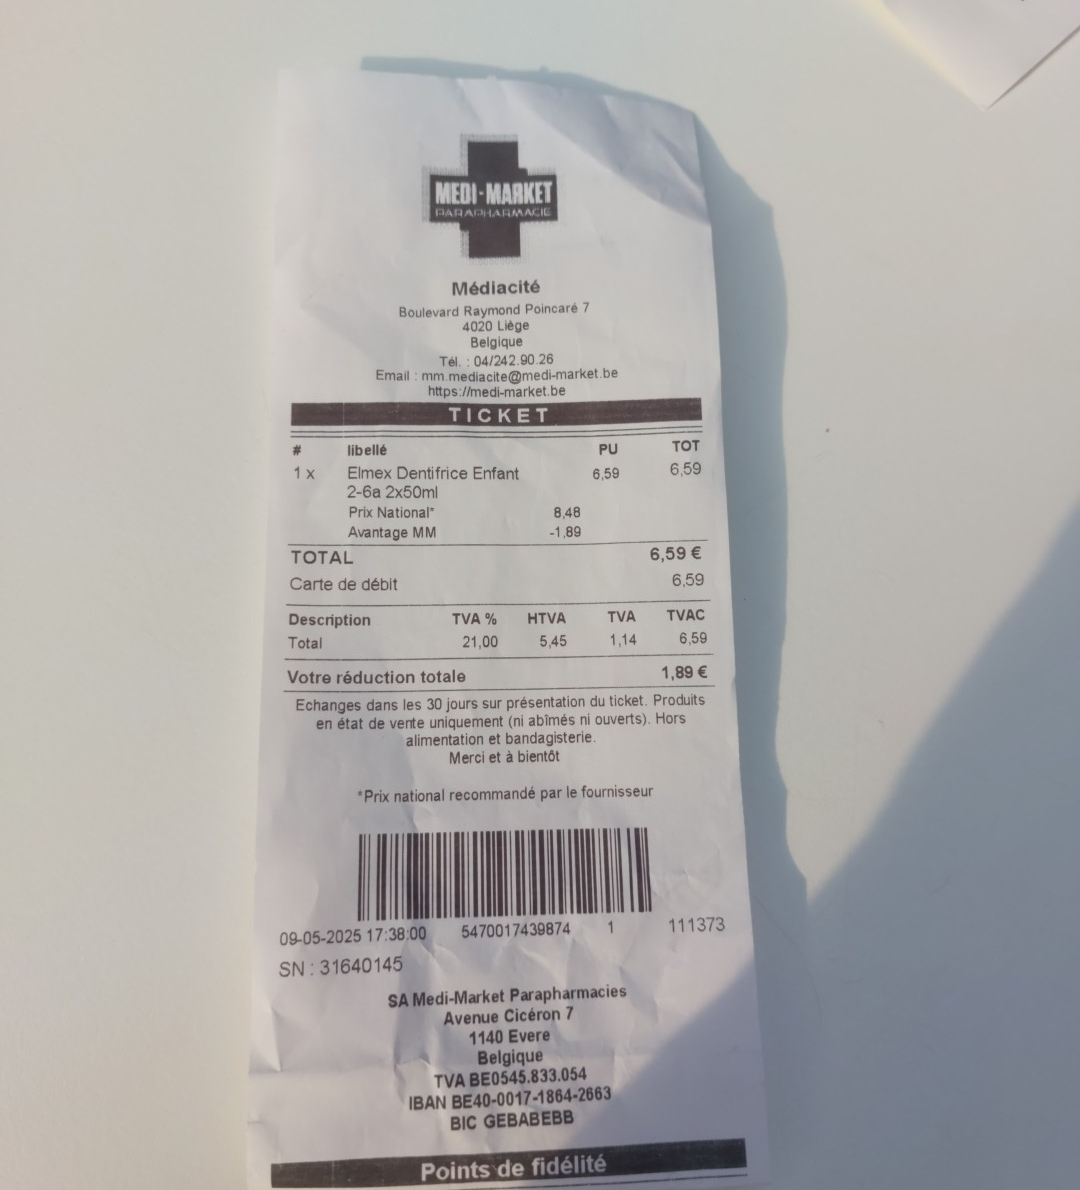 MEDI-MARKET
PARAPHARMACIE
Médiacité
Boulevard Raymond Poincaré 7
4020 Liège
Belgique
Tél. : 04/242.90.26
Email : mm.mediacite@medi-market.be
https://medi-market.be
TICKET
# libellé PU TOT
1 x Elmex Dentifrice Enfant 6,59 6,59
2-6a 2x50ml
Prix National* 8,48
Avantage MM -1,89
TOTAL 6,59 €
Carte de débit 6,59
Description TVA % HTVA TVA TVAC
Total 21,00 5,45 1,14 6,59
Votre réduction totale 1,89 €
Echanges dans les 30 jours sur présentation du ticket. Produits
en état de vente uniquement (ni abîmés ni ouverts). Hors
alimentation et bandagisterie.
Merci et à bientôt
*Prix national recommandé par le fournisseur
09-05-2025 17:38:00 5470017439874 1 111373
SN : 31640145
SA Medi-Market Parapharmacies
Avenue Cicéron 7
1140 Evere
Belgique
TVA BE0545.833.054
IBAN BE40-0017-1864-2663
BIC GEBABEBB
Points de fidélité